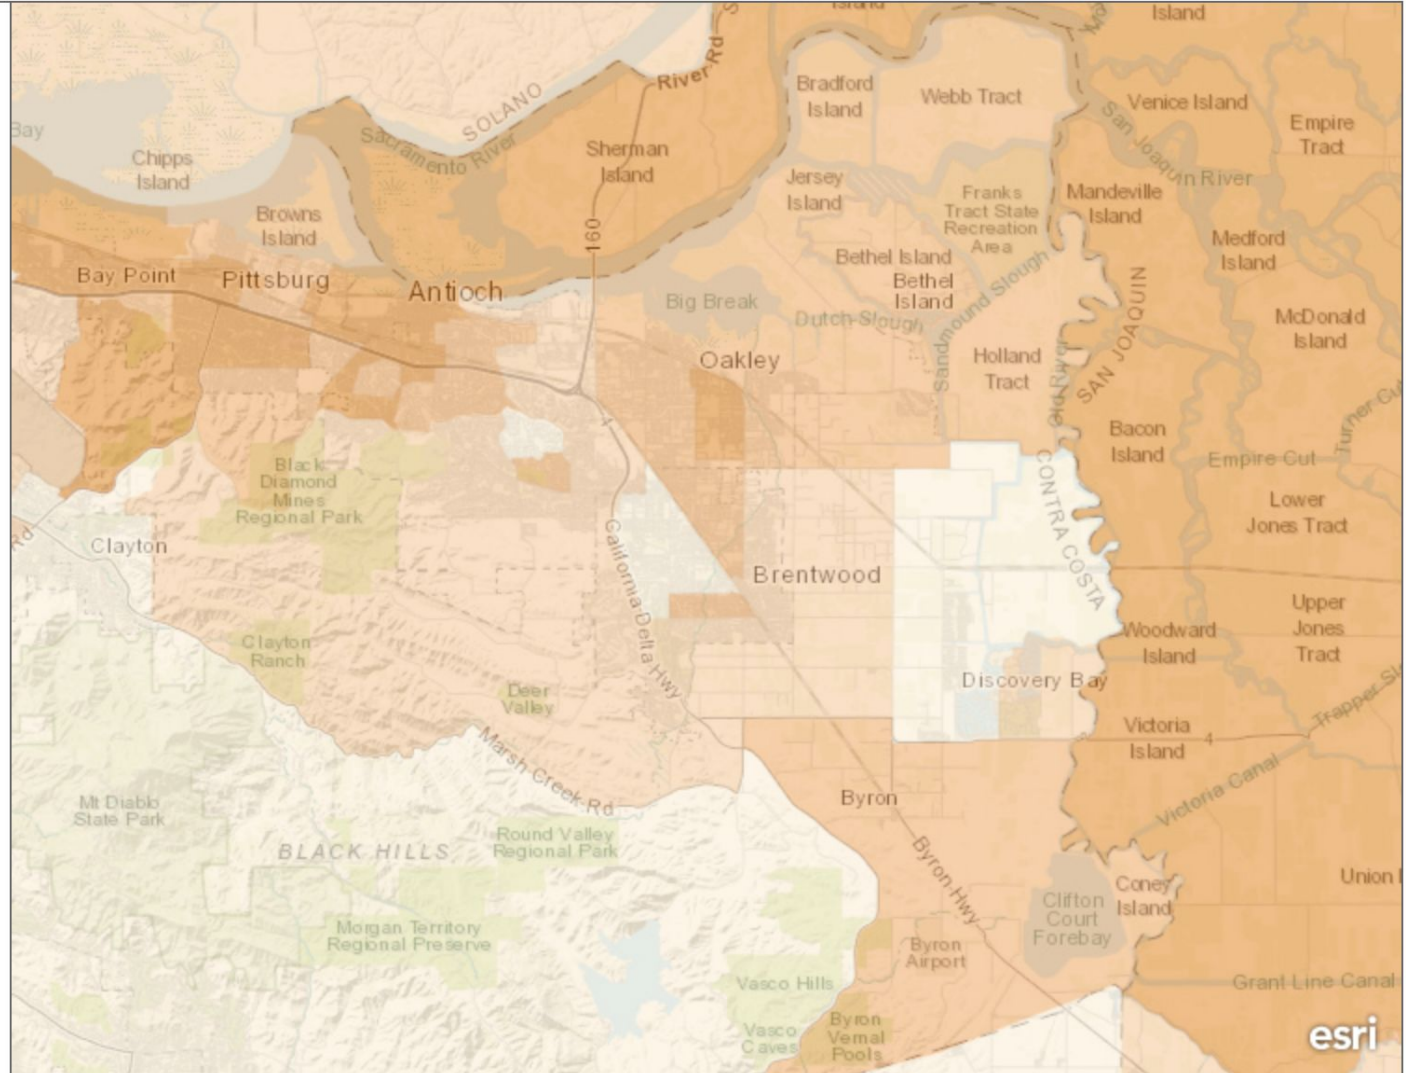 Island
Island
River Rd
Bradford
Island
Webb Tract
Venice Island
Empire
Tract
Bay
SOLANO
Sacramento River
Sherman
Island
San Joaquin River
Chipps
Island
Browns
Island
Jersey
Island
Franks
Tract State
Recreation
Area
Mandeville
Island
160
Medford
Island
Bethel Island
Bethel
Island
Bay Point
Pittsburg
Antioch
Big Break
Dutch Slough
Sandmound Slough
SAN JOAQUIN
McDonald
Island
Oakley
Holland
Tract
Old River
Turner Cut
Bacon
Island
Empire Cut
4
Black
Diamond
Mines
Regional Park
CONTRA COSTA
Lower
Jones Tract
Rd
Clayton
California Delta Hwy
Brentwood
Upper
Jones
Tract
Woodward
Island
Clayton
Ranch
Deer
Valley
Discovery Bay
Trapper Sl
Victoria
Island
4
Marsh Creek Rd
Victoria Canal
Mt Diablo
State Park
Byron
BLACK HILLS
Round Valley
Regional Park
Byron Hwy
Union I
Coney
Island
Clifton
Court
Forebay
Morgan Territory
Regional Preserve
Byron
Airport
Vasco Hills
Grant Line Canal
Vasco
Caves
Byron
Vernal
Pools
esri